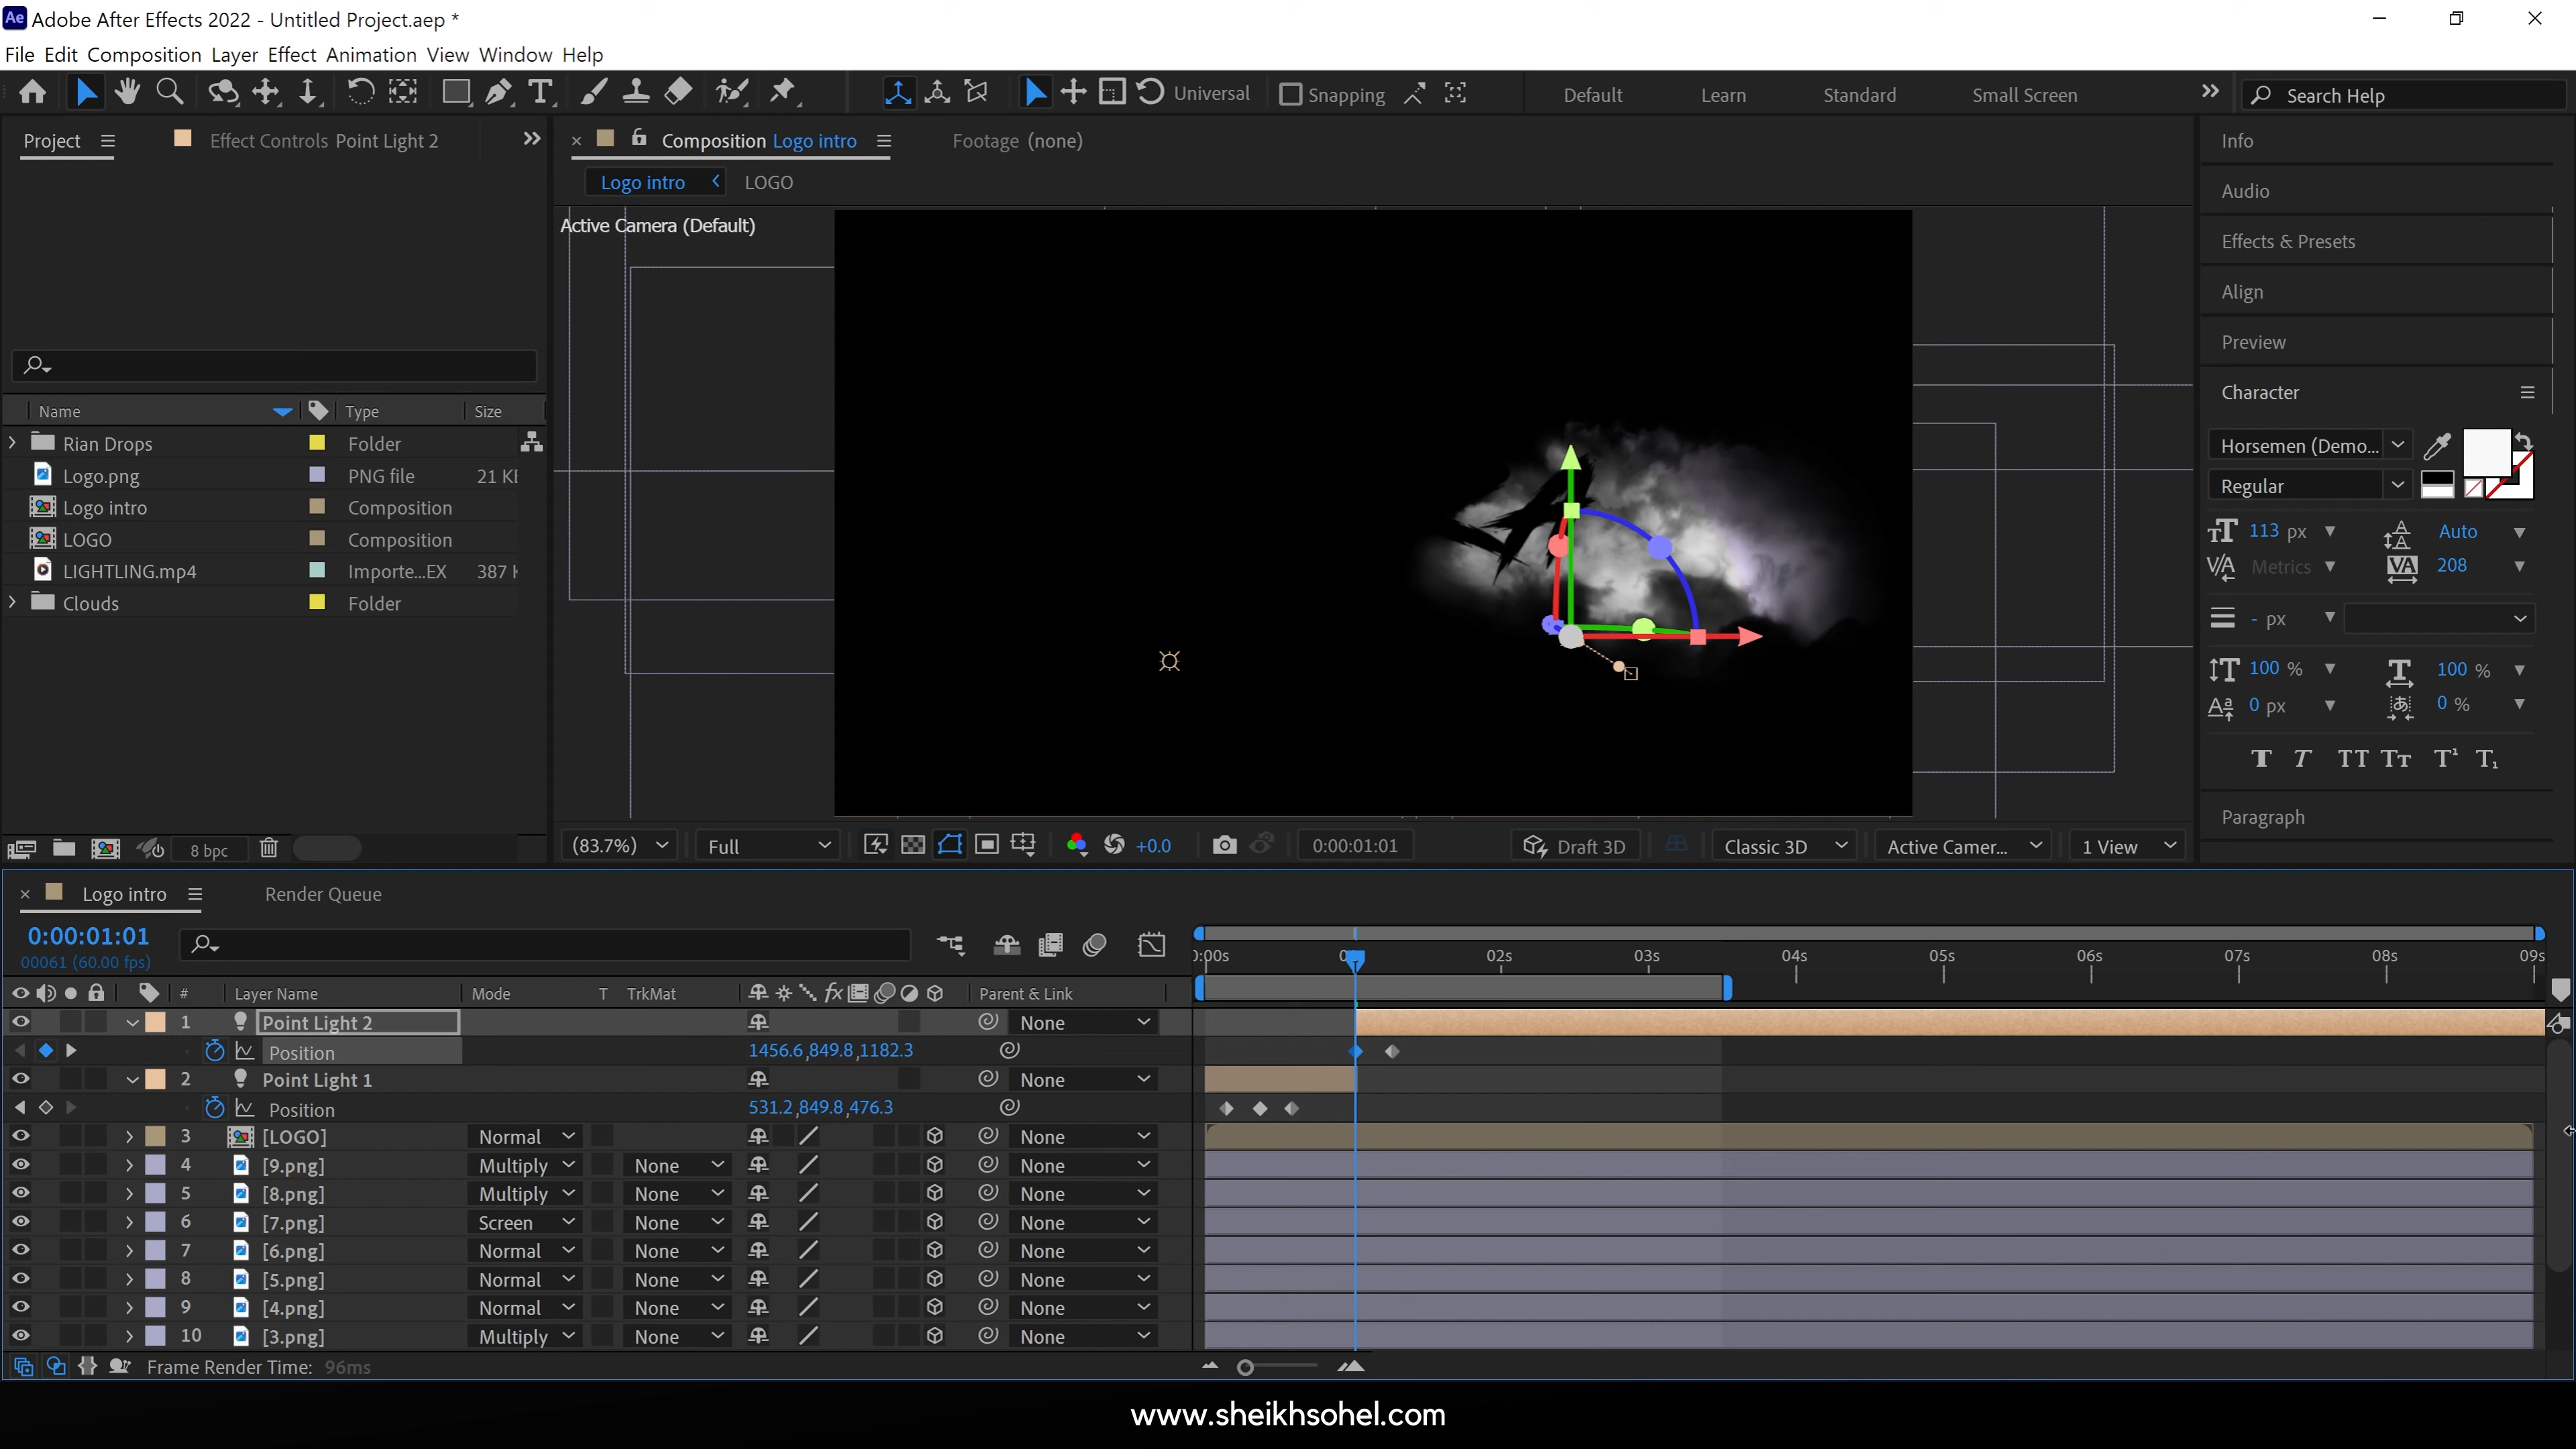 Ae Adobe After Effects 2022 - Untitled Project.aep *
File Edit Composition Layer Effect Animation View Window Help
Universal Snapping Default Learn Standard Small Screen Search Help
Project Effect Controls Point Light 2
Composition Logo intro Footage (none)
Logo intro LOGO
Active Camera (Default)
Name Type Size
Rian Drops Folder
Logo.png PNG file 21 KI
Logo intro Composition
LOGO Composition
LIGHTLING.mp4 Importe...EX 387
Clouds Folder
8 bpc
(83.7%) Full +0.0 0:00:01:01 Draft 3D Classic 3D Active Camer... 1 View
Info
Audio
Effects & Presets
Align
Preview
Character
Horsemen (Demo...
Regular
113 px Auto
Metrics 208
- px
100 % 100 %
0 px 0 %
Paragraph
Logo intro Render Queue
0:00:01:01
00061 (60.00 fps)
):00s 02s 03s 04s 05s 06s 07s 08s 09s
# Layer Name Mode T TrkMat Parent & Link
1 Point Light 2 None
Position 1456.6,849.8,1182.3
2 Point Light 1 None
Position 531.2,849.8,476.3
3 [LOGO] Normal None
4 [9.png] Multiply None None
5 [8.png] Multiply None None
6 [7.png] Screen None None
7 [6.png] Normal None None
8 [5.png] Normal None None
9 [4.png] Normal None None
10 [3.png] Multiply None None
Frame Render Time: 96ms
www.sheikhsohel.com